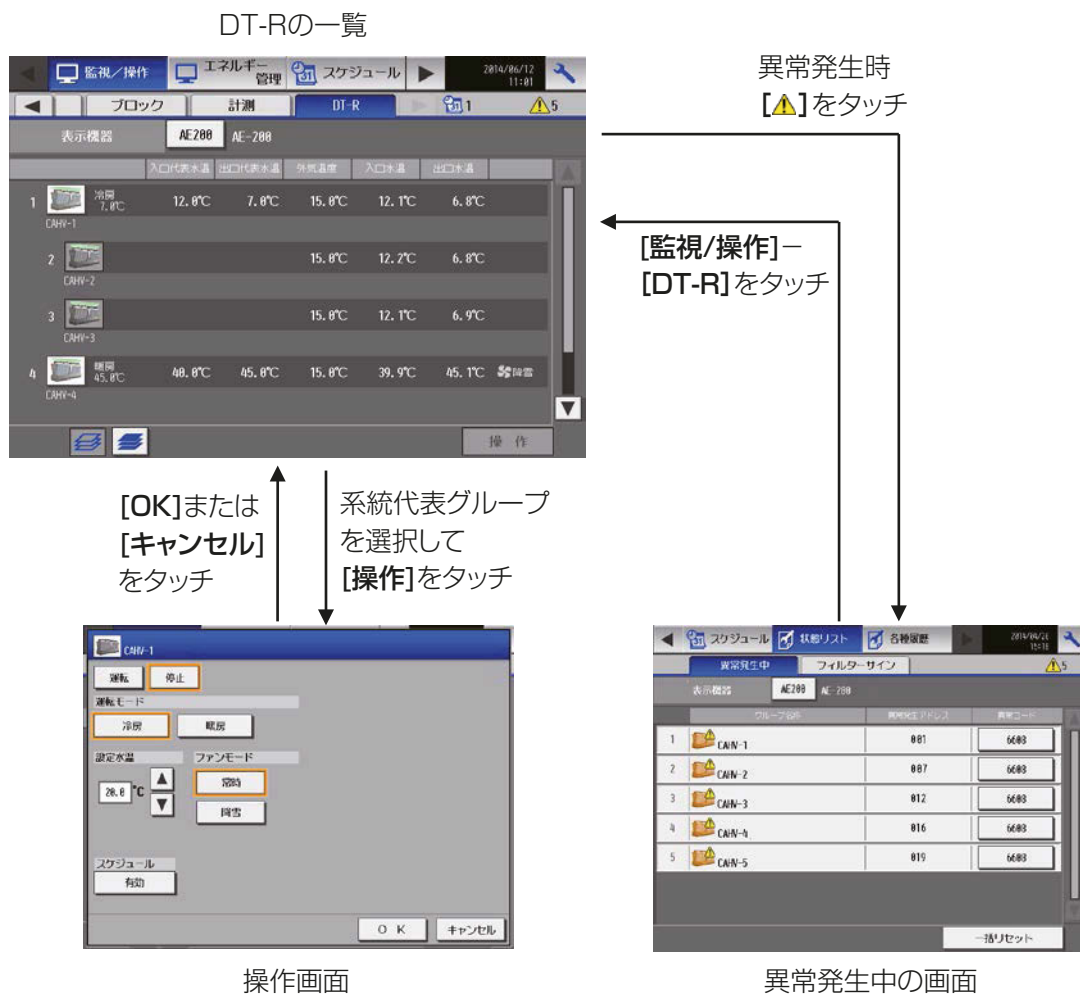 DT-Rの一覧
監視/操作
エネルギー管理
スケジュール
2014/06/12
11:01
ブロック
計測
DT-R
1
5
表示機器
AE200
AE-200
入口代表水温
出口代表水温
外気温度
入口水温
出口水温
1 冷房 7.0℃ 12.0℃ 7.0℃ 15.0℃ 12.1℃ 6.8℃
CAHV-1
2 15.0℃ 12.2℃ 6.8℃
CAHV-2
3 15.0℃ 12.1℃ 6.9℃
CAHV-3
4 暖房 45.0℃ 40.0℃ 45.0℃ 15.0℃ 39.9℃ 45.1℃ 降雪
CAHV-4
操 作
異常発生時
[⚠]をタッチ
[監視/操作]ー
[DT-R]をタッチ
[OK]または
[キャンセル]
をタッチ
系統代表グループ
を選択して
[操作]をタッチ
CAHV-1
運転
停止
運転モード
冷房
暖房
設定水温
ファンモード
20.0 ℃
常時
降雪
スケジュール
有効
O K
キャンセル
操作画面
スケジュール
状態リスト
各種履歴
15:18
異常発生中
フィルターサイン
5
表示機器
AE200
AE-200
グループ名称
異常発生アドレス
異常コード
1 CAHV-1 001 6603
2 CAHV-2 007 6603
3 CAHV-3 012 6603
4 CAHV-4 016 6603
5 CAHV-5 019 6603
一括リセット
異常発生中の画面